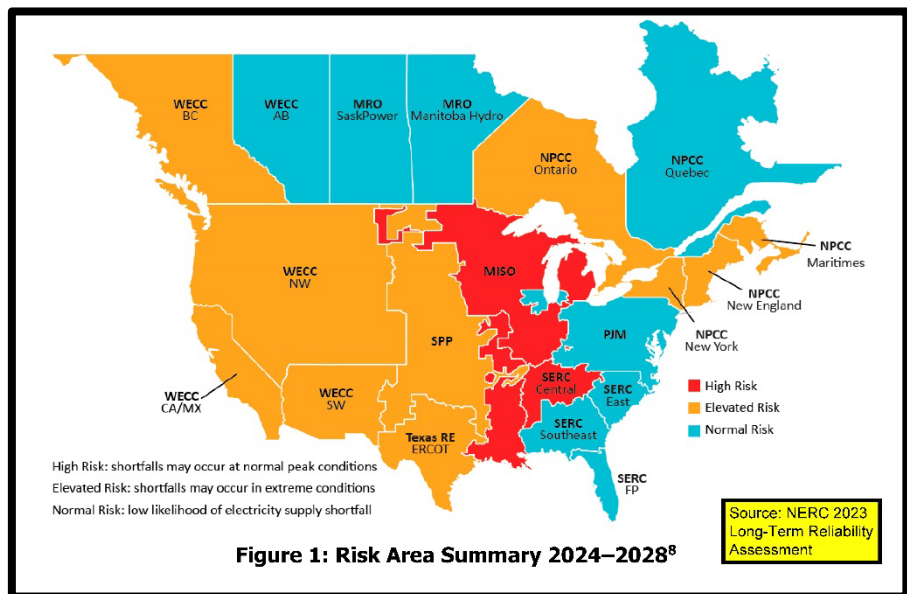 WECC
BC
WECC
AB
MRO
SaskPower
MRO
Manitoba Hydro
NPCC
Ontario
NPCC
Quebec
NPCC
Maritimes
NPCC
New England
NPCC
New York
WECC
NW
MISO
SPP
PJM
WECC
CA/MX
WECC
SW
SERC
Central
SERC
East
SERC
Southeast
SERC
FP
Texas RE
ERCOT
High Risk
Elevated Risk
Normal Risk
High Risk: shortfalls may occur at normal peak conditions
Elevated Risk: shortfalls may occur in extreme conditions
Normal Risk: low likelihood of electricity supply shortfall
Source: NERC 2023
Long-Term Reliability
Assessment
Figure 1: Risk Area Summary 2024–2028⁸